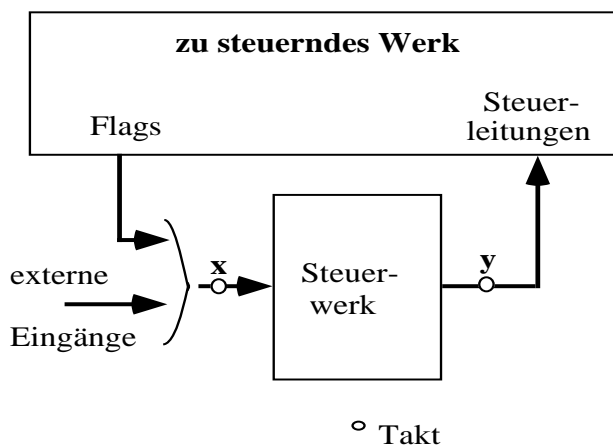 zu steuerndes Werk
Flags
Steuer-
leitungen
externe
Eingänge
x
Steuer-
werk
y
Takt